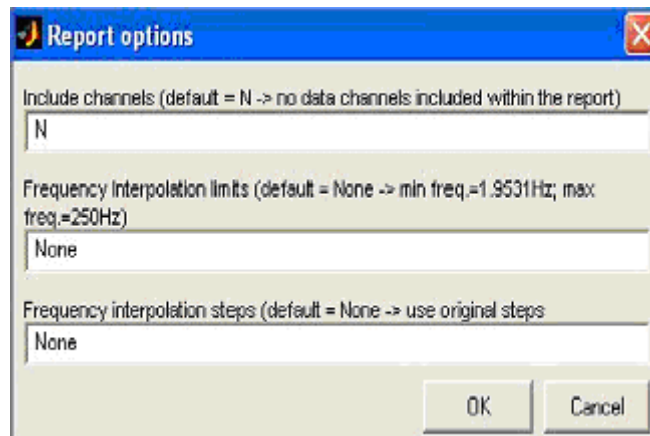 Report options
Include channels (default = N -> no data channels included within the report)
N
Frequency Interpolation limits (default = None -> min freq.=1.9531Hz; max
freq.=250Hz)
None
Frequency interpolation steps (default = None -> use original steps
None
OK Cancel